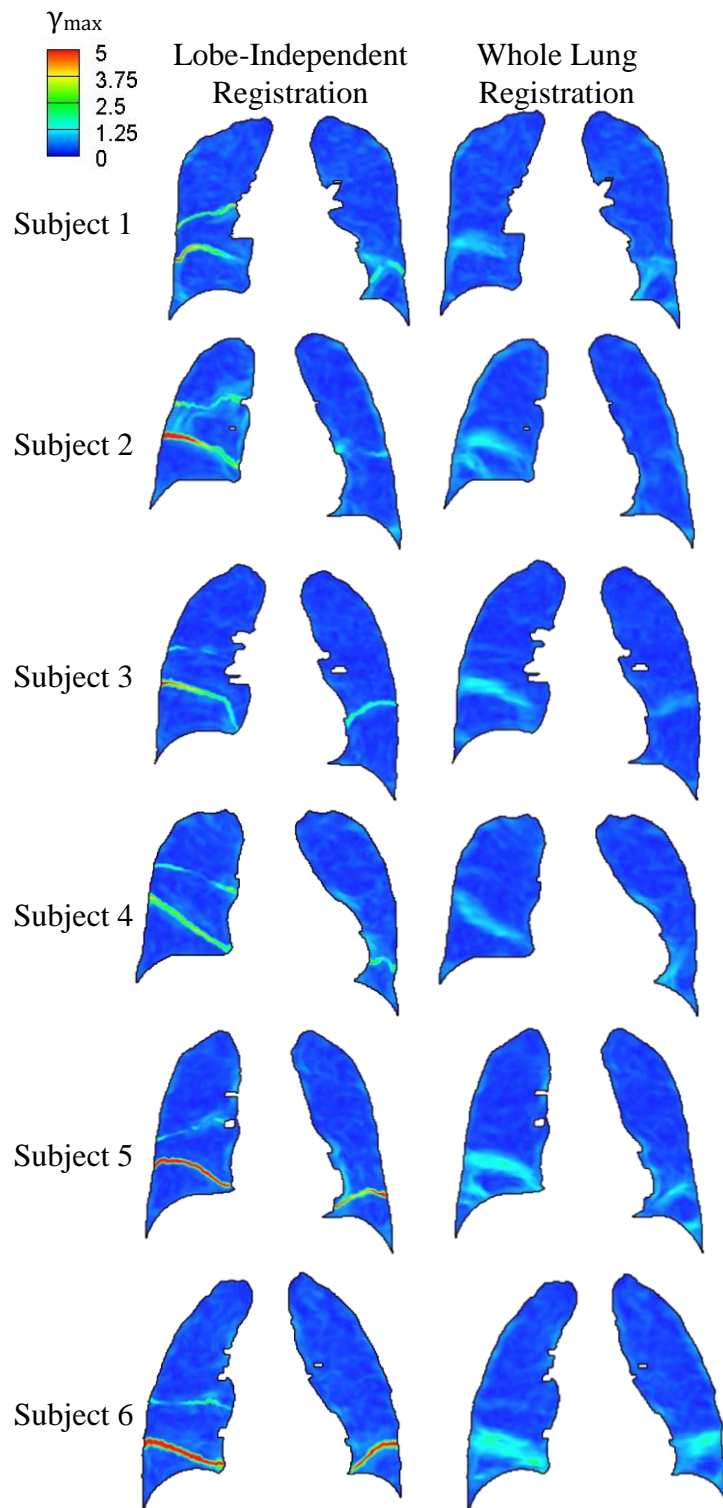 γmax
5
3.75
2.5
1.25
0
Lobe-Independent
Registration
Whole Lung
Registration
Subject 1
Subject 2
Subject 3
Subject 4
Subject 5
Subject 6